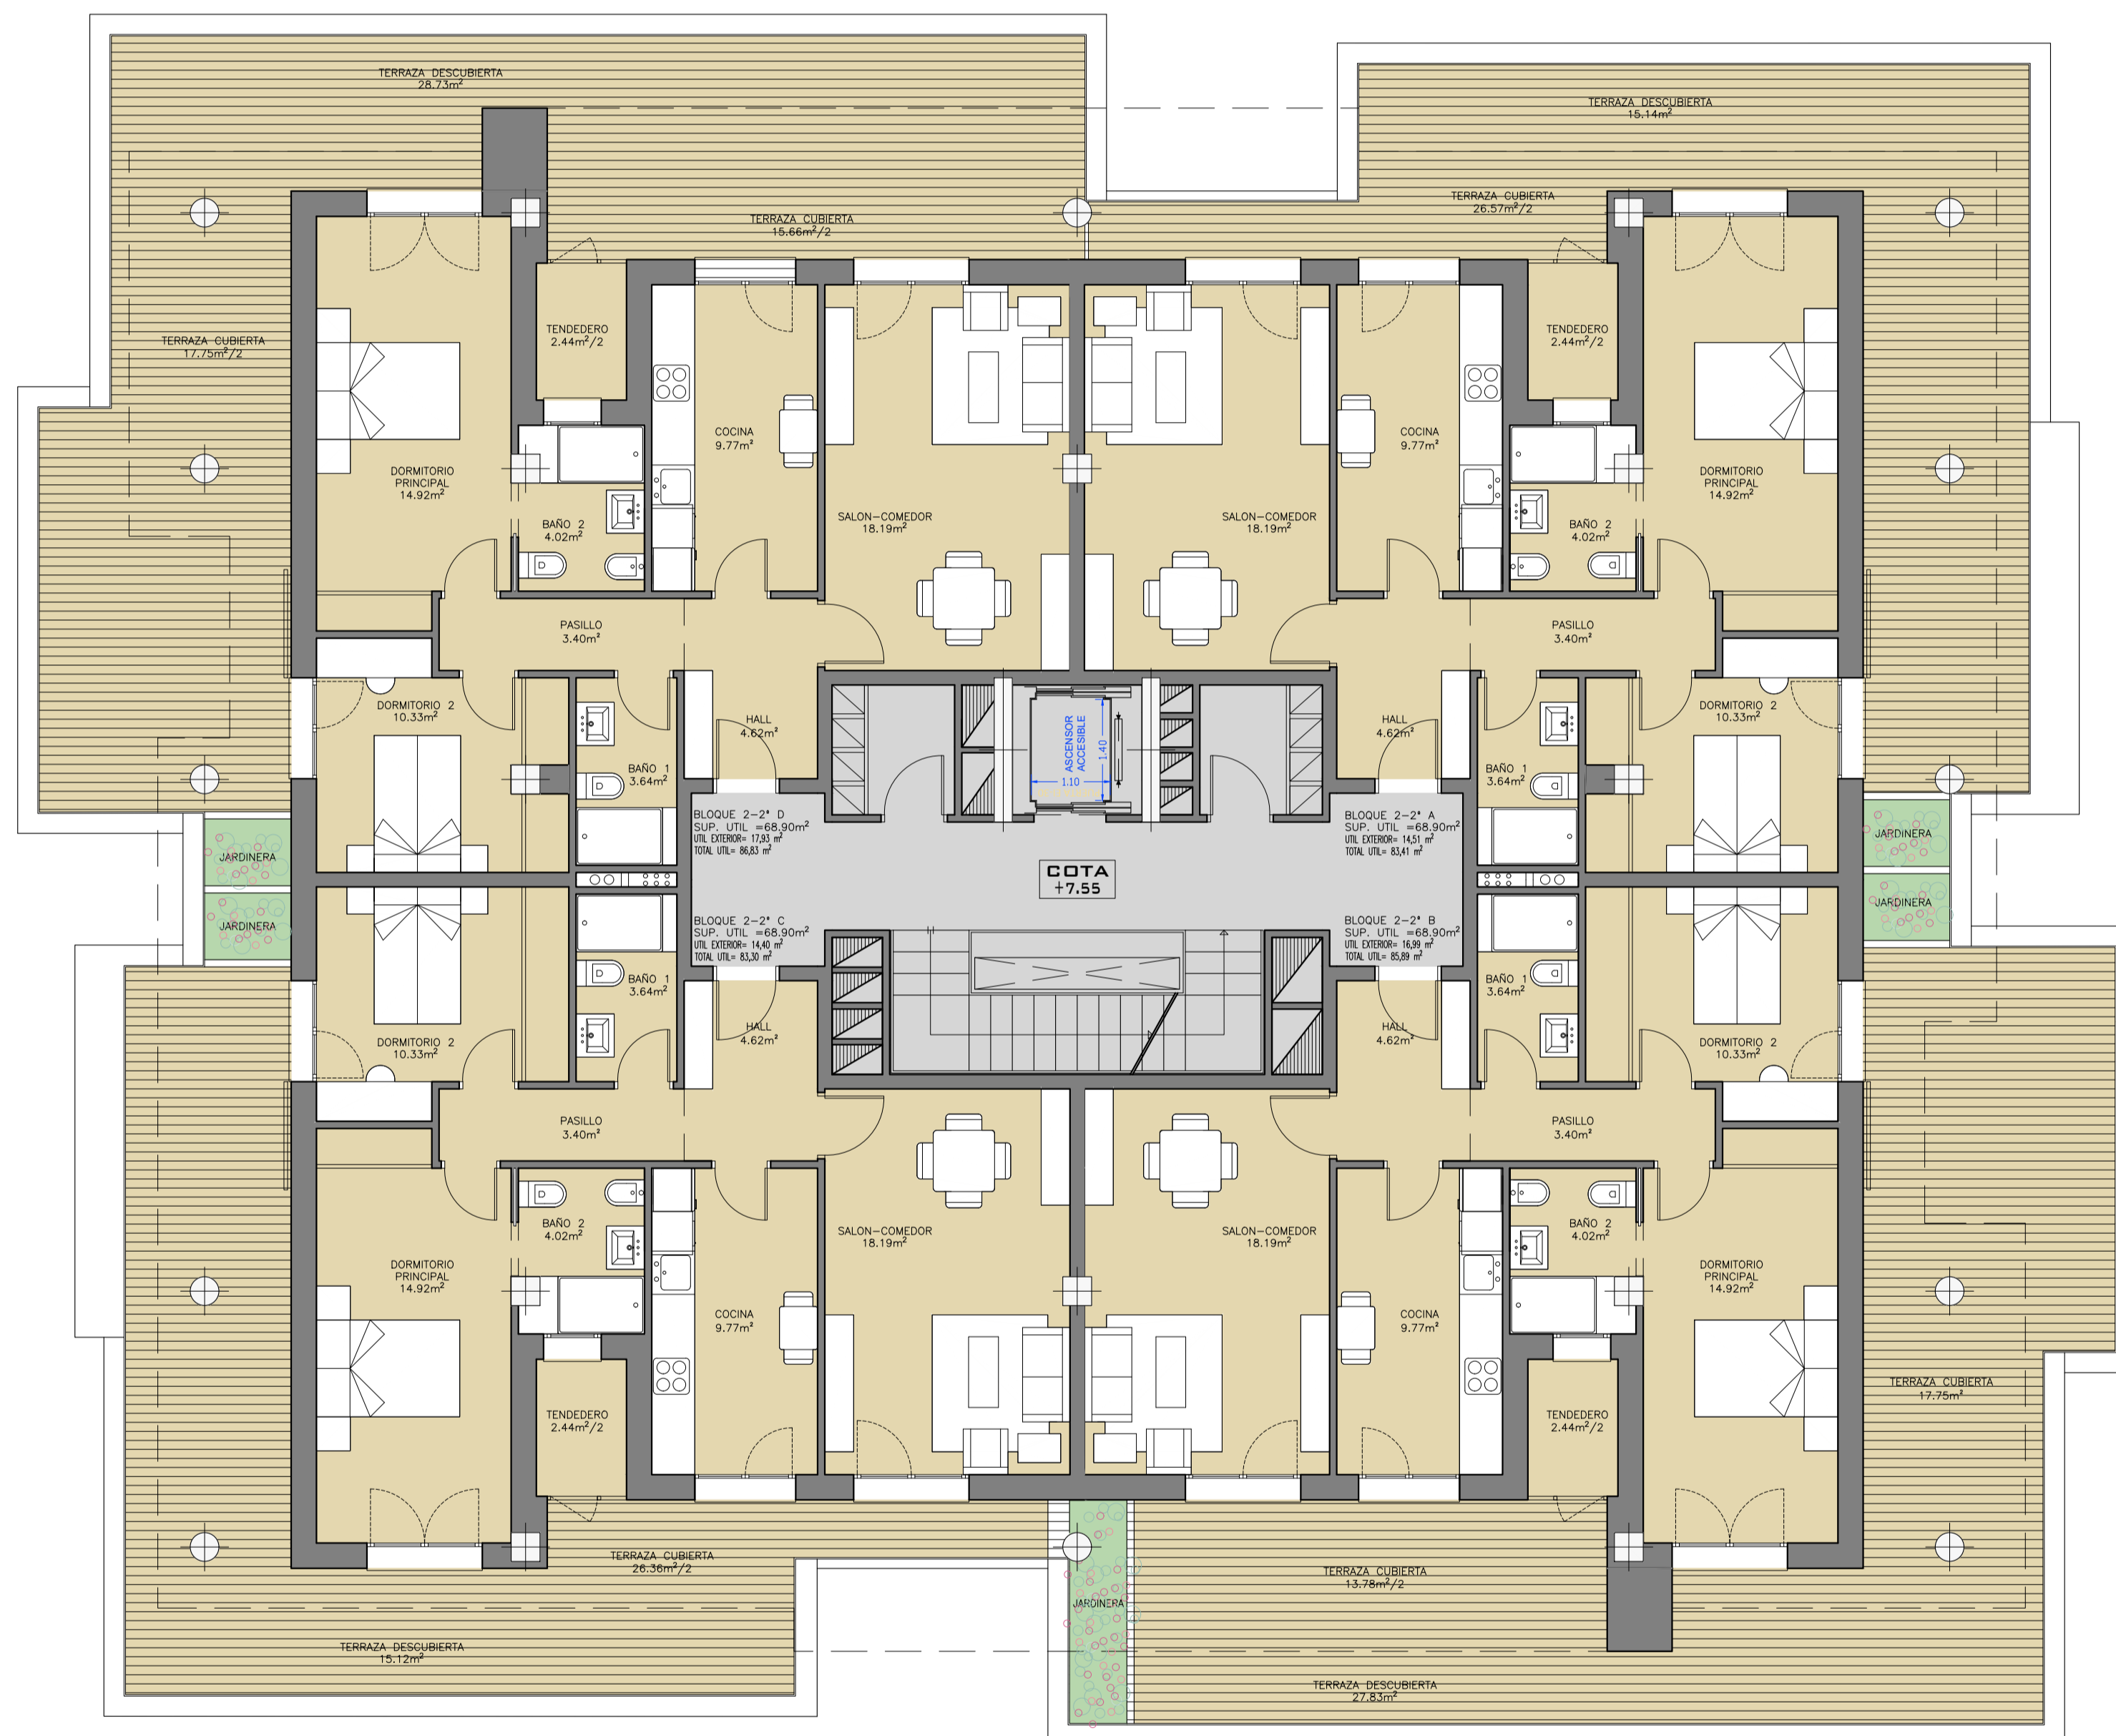 TERRAZA DESCUBIERTA
28.73m²
TERRAZA DESCUBIERTA
15.14m²
TERRAZA CUBIERTA
15.66m²/2
TERRAZA CUBIERTA
26.57m²/2
TERRAZA CUBIERTA
17.75m²/2
TENDEDERO
2.44m²/2
TENDEDERO
2.44m²/2
COCINA
9.77m²
COCINA
9.77m²
DORMITORIO
PRINCIPAL
14.92m²
DORMITORIO
PRINCIPAL
14.92m²
SALON-COMEDOR
18.19m²
SALON-COMEDOR
18.19m²
BAÑO 2
4.02m²
BAÑO 2
4.02m²
PASILLO
3.40m²
PASILLO
3.40m²
DORMITORIO 2
10.33m²
DORMITORIO 2
10.33m²
HALL
4.62m²
HALL
4.62m²
ASCENSOR
ACCESIBLE
1.40
1.10
BAÑO 1
3.64m²
BAÑO 1
3.64m²
BLOQUE 2-2° D
SUP. UTIL =68.90m²
UTIL EXTERIOR= 17,93 m²
TOTAL UTIL= 86,83 m²
BLOQUE 2-2° A
SUP. UTIL =68.90m²
UTIL EXTERIOR= 14,51 m²
TOTAL UTIL= 83,41 m²
JARDINERA
JARDINERA
COTA
+7.55
JARDINERA
JARDINERA
BLOQUE 2-2° C
SUP. UTIL =68.90m²
UTIL EXTERIOR= 14,40 m²
TOTAL UTIL= 83,30 m²
BLOQUE 2-2° B
SUP. UTIL =68.90m²
UTIL EXTERIOR= 16,99 m²
TOTAL UTIL= 85,89 m²
BAÑO 1
3.64m²
BAÑO 1
3.64m²
HALL
4.62m²
HALL
4.62m²
DORMITORIO 2
10.33m²
DORMITORIO 2
10.33m²
PASILLO
3.40m²
PASILLO
3.40m²
BAÑO 2
4.02m²
BAÑO 2
4.02m²
SALON-COMEDOR
18.19m²
SALON-COMEDOR
18.19m²
DORMITORIO
PRINCIPAL
14.92m²
DORMITORIO
PRINCIPAL
14.92m²
COCINA
9.77m²
COCINA
9.77m²
TERRAZA CUBIERTA
17.75m²
TENDEDERO
2.44m²/2
TENDEDERO
2.44m²/2
TERRAZA CUBIERTA
26.36m²/2
TERRAZA CUBIERTA
13.78m²/2
JARDINERA
TERRAZA DESCUBIERTA
15.12m²
TERRAZA DESCUBIERTA
27.83m²